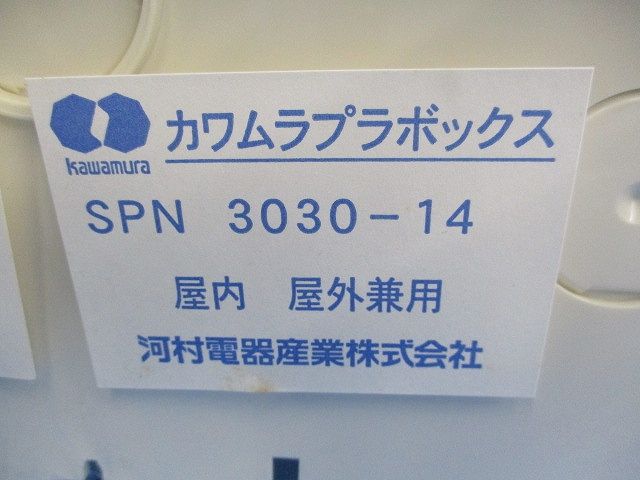 カワムラプラボックス
kawamura
SPN 3030-14
屋内 屋外兼用
河村電器産業株式会社